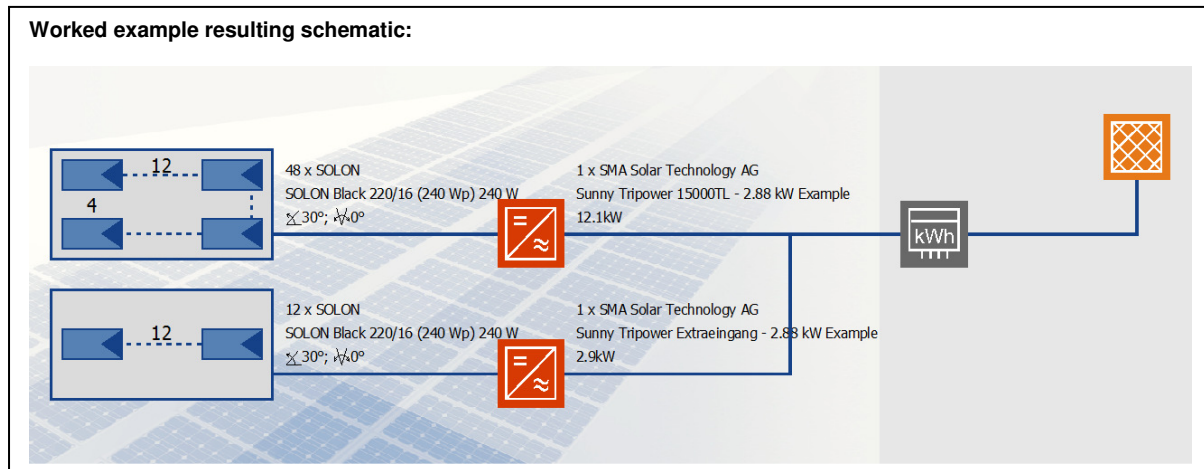 Worked example resulting schematic:
12
4
48 x SOLON
SOLON Black 220/16 (240 Wp) 240 W
30°; 0°
1 x SMA Solar Technology AG
Sunny Tripower 15000TL - 2.88 kW Example
12.1kW
kWh
12
12 x SOLON
SOLON Black 220/16 (240 Wp) 240 W
30°; 0°
1 x SMA Solar Technology AG
Sunny Tripower Extraeingang - 2.88 kW Example
2.9kW